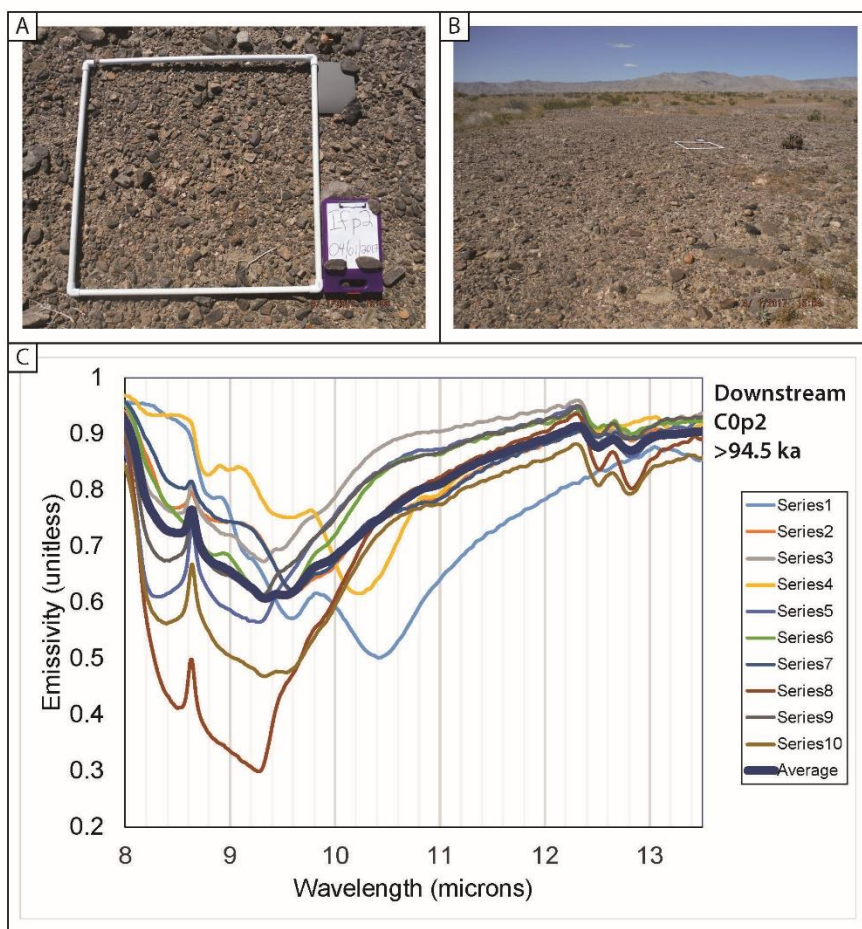 A
Ifp2
04/01/2017
B
C
Downstream
C0p2
>94.5 ka
1
0.9
0.8
0.7
0.6
0.5
0.4
0.3
0.2
Emissivity (unitless)
8
9
10
11
12
13
Wavelength (microns)
Series1
Series2
Series3
Series4
Series5
Series6
Series7
Series8
Series9
Series10
Average